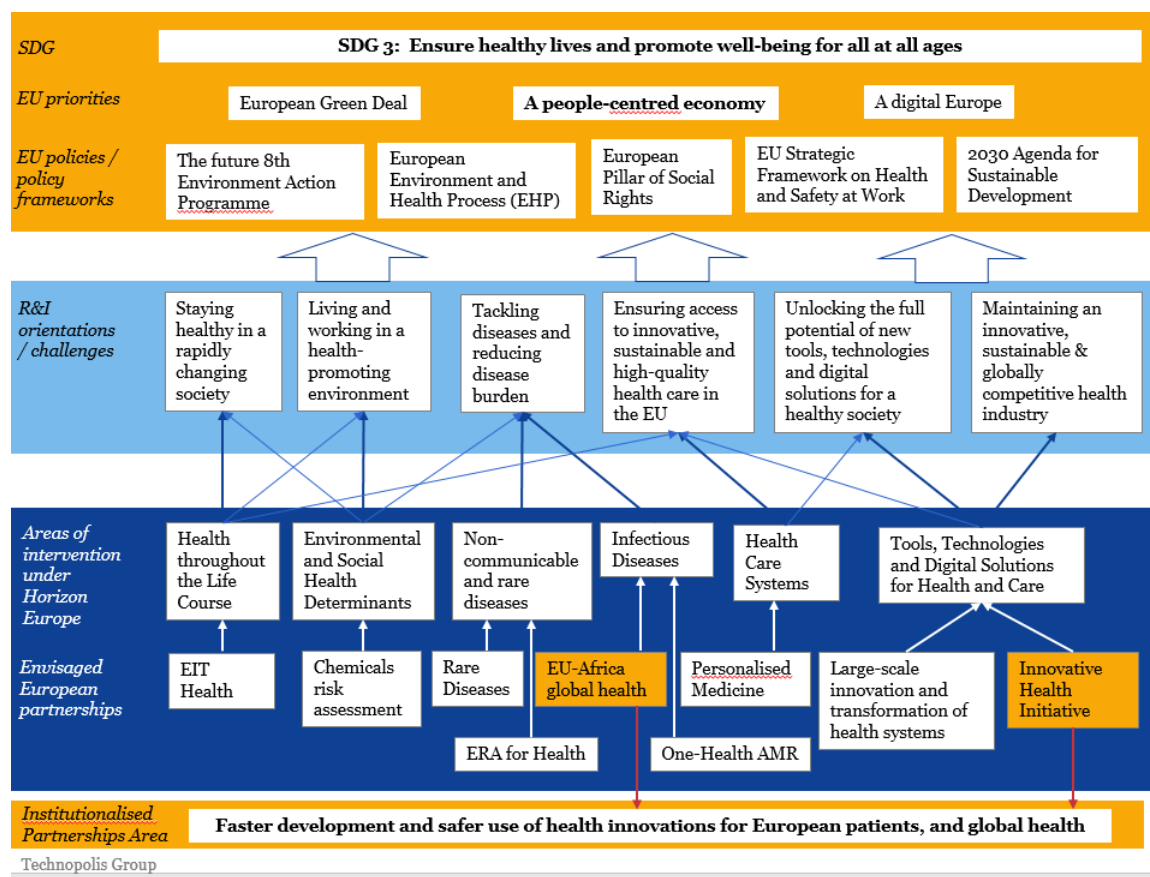 SDG
SDG 3:  Ensure healthy lives and promote well-being for all at all ages
EU priorities
European Green Deal
A people-centred economy
A digital Europe
EU policies /
policy
frameworks
The future 8th
Environment Action
Programme
European
Environment and
Health Process (EHP)
European
Pillar of Social
Rights
EU Strategic
Framework on Health
and Safety at Work
2030 Agenda for
Sustainable
Development
R&I
orientations
/ challenges
Staying
healthy in a
rapidly
changing
society
Living and
working in a
health-
promoting
environment
Tackling
diseases and
reducing
disease
burden
Ensuring access
to innovative,
sustainable and
high-quality
health care in
the EU
Unlocking the full
potential of new
tools, technologies
and digital
solutions for a
healthy society
Maintaining an
innovative,
sustainable &
globally
competitive health
industry
Areas of
intervention
under
Horizon
Europe
Health
throughout
the Life
Course
Environmental
and Social
Health
Determinants
Non-
communicable
and rare
diseases
Infectious
Diseases
Health
Care
Systems
Tools, Technologies
and Digital Solutions
for Health and Care
Envisaged
European
partnerships
EIT
Health
Chemicals
risk
assessment
Rare
Diseases
EU-Africa
global health
Personalised
Medicine
Large-scale
innovation and
transformation of
health systems
Innovative
Health
Initiative
ERA for Health
One-Health AMR
Institutionalised
Partnerships Area
Faster development and safer use of health innovations for European patients, and global health
Technopolis Group